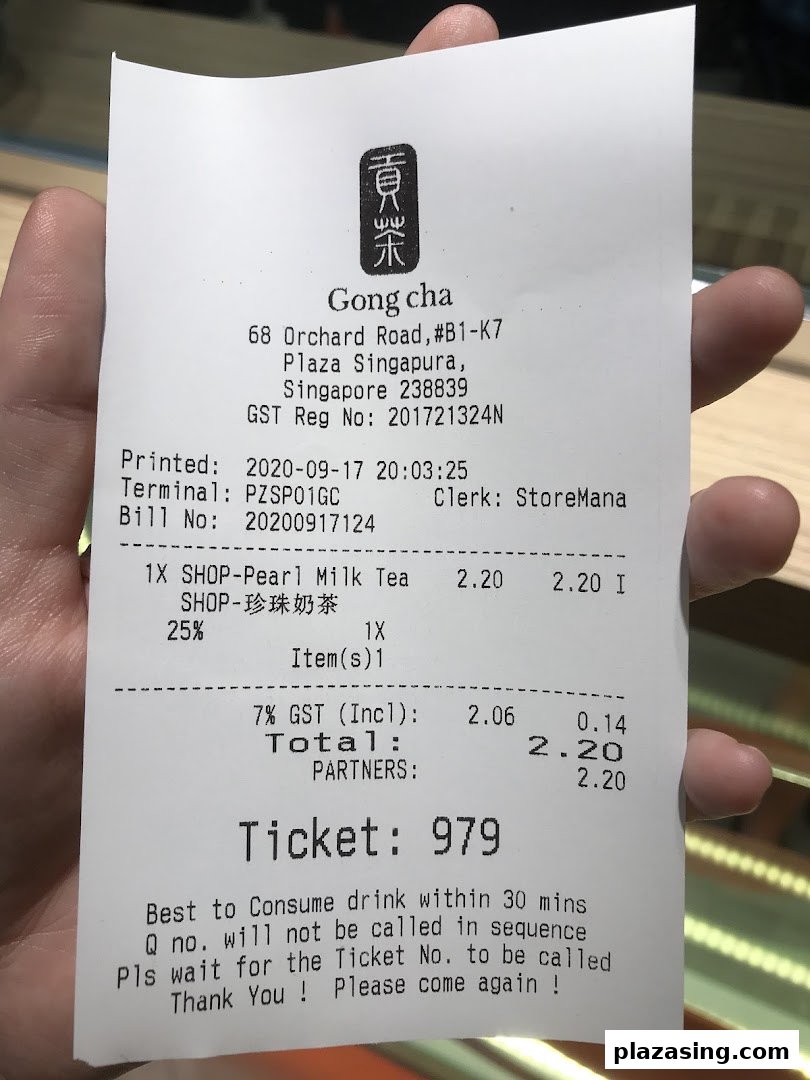 貢茶
Gong cha
68 Orchard Road,#B1-K7
Plaza Singapura,
Singapore 238839
GST Reg No: 201721324N
Printed: 2020-09-17 20:03:25
Terminal: PZSP01GC Clerk: StoreMana
Bill No: 20200917124
1X SHOP-Pearl Milk Tea 2.20 2.20 I
SHOP-珍珠奶茶
25% 1X
Item(s)1
7% GST (Incl): 2.06 0.14
Total: 2.20
PARTNERS: 2.20
Ticket: 979
Best to Consume drink within 30 mins
Q no. will not be called in sequence
Pls wait for the Ticket No. to be called
Thank You ! Please come again !
plazasing.com